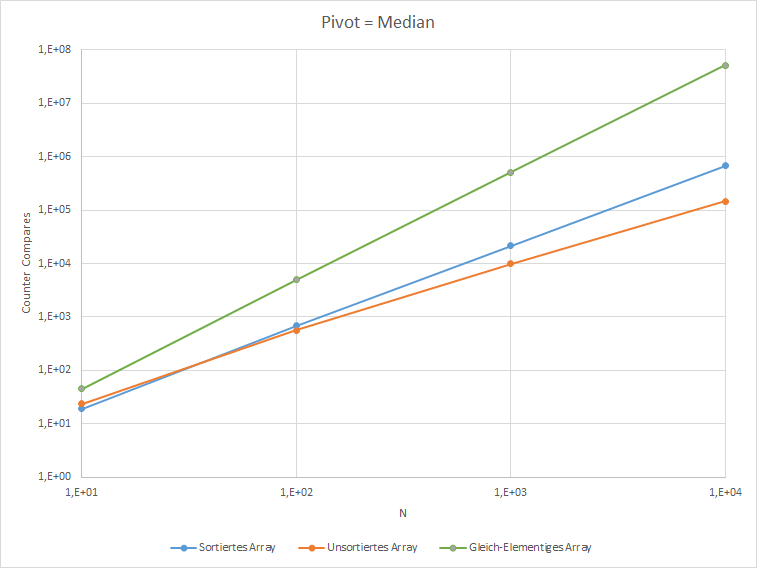 Pivot = Median
1,E+08
1,E+07
1,E+06
1,E+05
1,E+04
1,E+03
1,E+02
1,E+01
1,E+00
Counter Compares
1,E+01 1,E+02 1,E+03 1,E+04
N
Sortiertes Array Unsortiertes Array Gleich-Elementiges Array